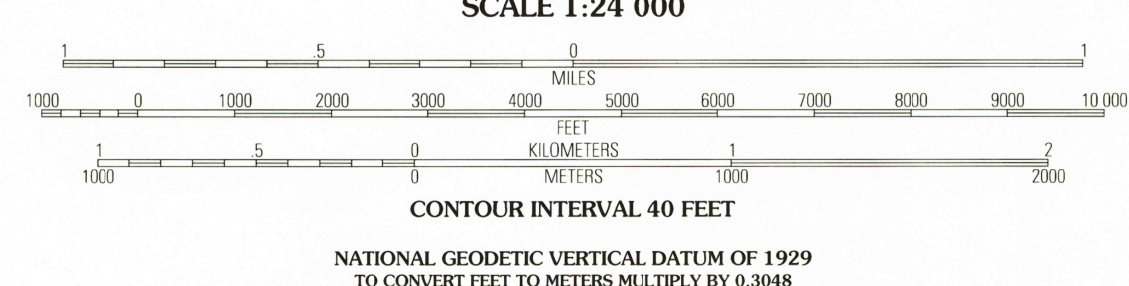 SCALE 1:24 000
1 .5 0 1
MILES
1000 0 1000 2000 3000 4000 5000 6000 7000 8000 9000 10 000
FEET
1 .5 0 KILOMETERS 1 2
1000 0 METERS 1000 2000
CONTOUR INTERVAL 40 FEET
NATIONAL GEODETIC VERTICAL DATUM OF 1929
TO CONVERT FEET TO METERS MULTIPLY BY 0.3048